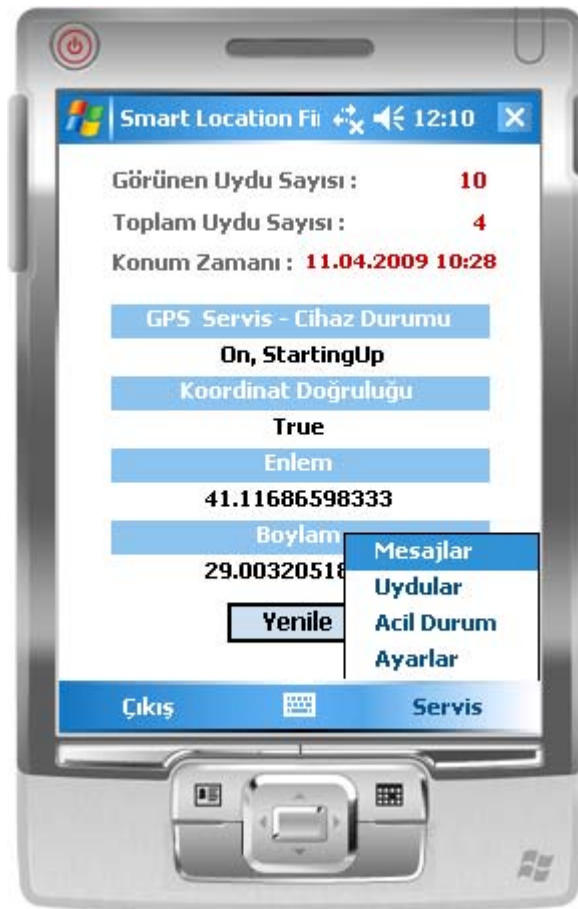 Smart Location Fi 12:10
Görünen Uydu Sayısı : 10
Toplam Uydu Sayısı : 4
Konum Zamanı : 11.04.2009 10:28
GPS Servis - Cihaz Durumu
On, StartingUp
Koordinat Doğruluğu
True
Enlem
41.11686598333
Boylam
29.00320518
Yenile
Mesajlar
Uydular
Acil Durum
Ayarlar
Çıkış Servis